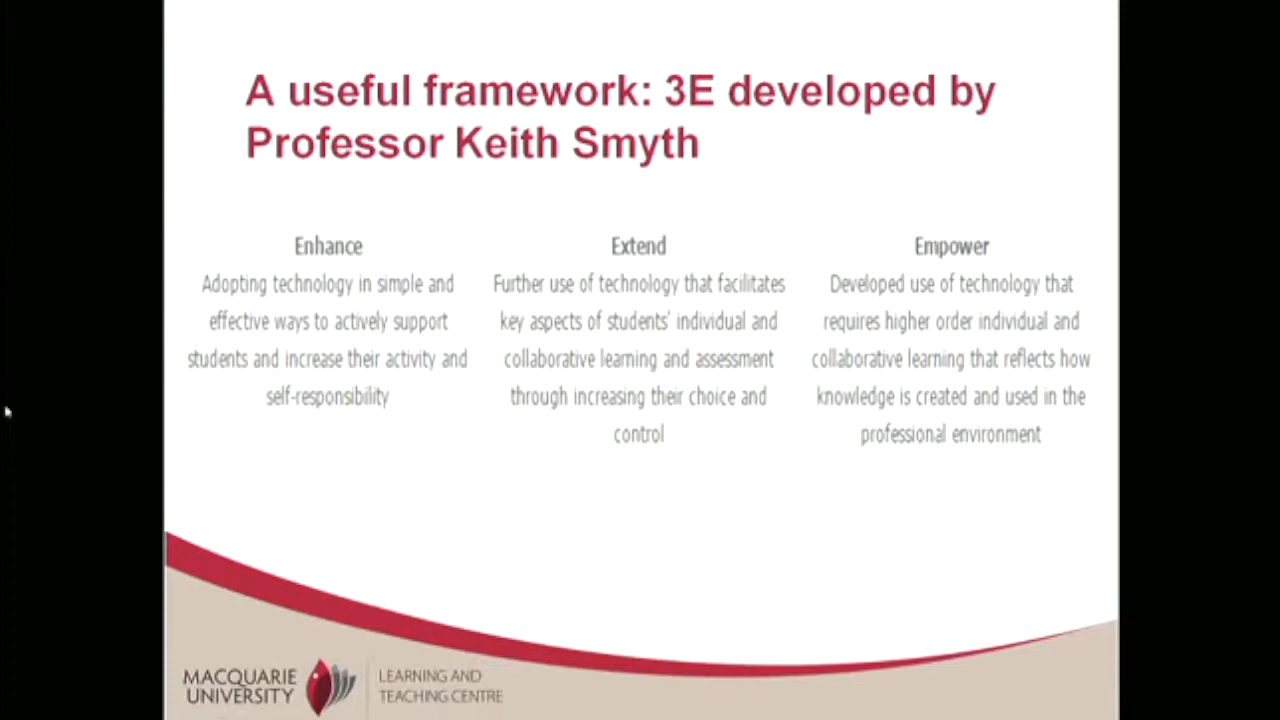 A useful framework: 3E developed by
Professor Keith Smyth
Enhance
Adopting technology in simple and
effective ways to actively support
students and increase their activity and
self-responsibility
Extend
Further use of technology that facilitates
key aspects of students' individual and
collaborative learning and assessment
through increasing their choice and
control
Empower
Developed use of technology that
requires higher order individual and
collaborative learning that reflects how
knowledge is created and used in the
professional environment
MACQUARIE
UNIVERSITY
LEARNING AND
TEACHING CENTRE